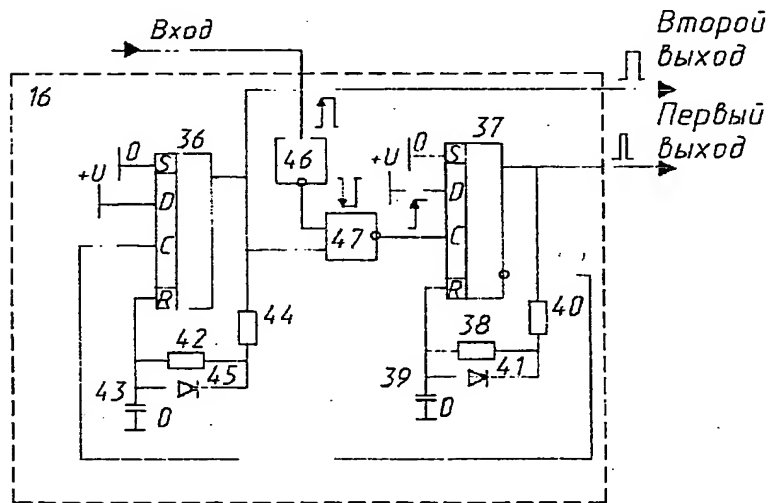 Вход
Второй
выход
Первый
выход
16
36
0
S
+U
D
C
R
44
42
45
43
0
46
47
37
0
S
+U
D
C
R
40
38
41
39
0